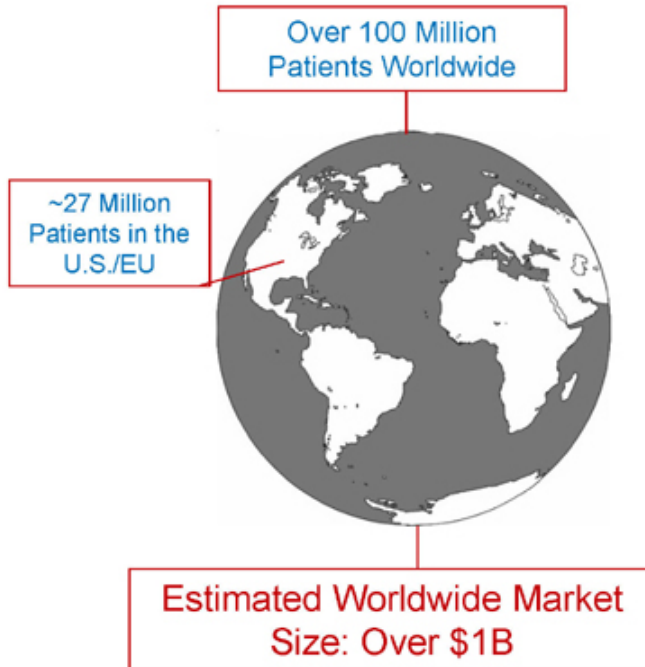 Over 100 Million
Patients Worldwide
~27 Million
Patients in the
U.S./EU
Estimated Worldwide Market
Size: Over $1B